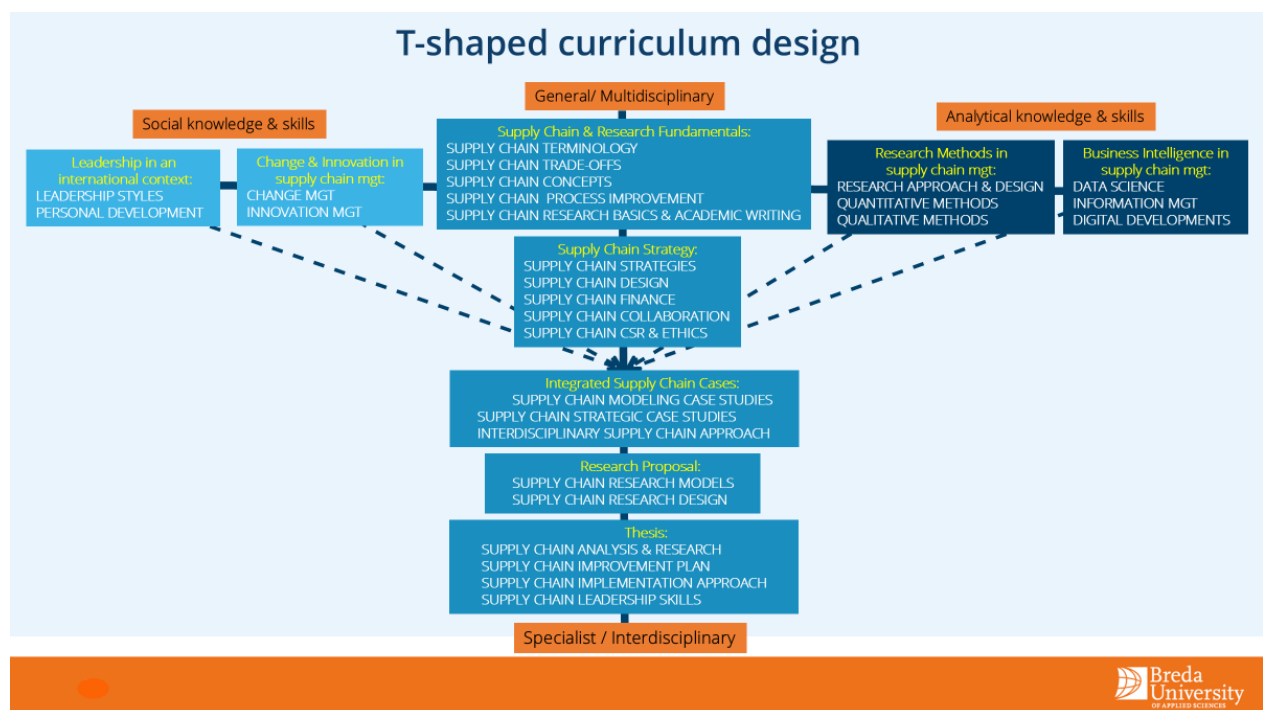 T-shaped curriculum design
General/ Multidisciplinary
Social knowledge & skills
Analytical knowledge & skills
Leadership in an
international context:
LEADERSHIP STYLES
PERSONAL DEVELOPMENT
Change & Innovation in
supply chain mgt:
CHANGE MGT
INNOVATION MGT
Supply Chain & Research Fundamentals:
SUPPLY CHAIN TERMINOLOGY
SUPPLY CHAIN TRADE-OFFS
SUPPLY CHAIN CONCEPTS
SUPPLY CHAIN PROCESS IMPROVEMENT
SUPPLY CHAIN RESEARCH BASICS & ACADEMIC WRITING
Research Methods in
supply chain mgt:
RESEARCH APPROACH & DESIGN
QUANTITATIVE METHODS
QUALITATIVE METHODS
Business Intelligence in
supply chain mgt:
DATA SCIENCE
INFORMATION MGT
DIGITAL DEVELOPMENTS
Supply Chain Strategy:
SUPPLY CHAIN STRATEGIES
SUPPLY CHAIN DESIGN
SUPPLY CHAIN FINANCE
SUPPLY CHAIN COLLABORATION
SUPPLY CHAIN CSR & ETHICS
Integrated Supply Chain Cases:
SUPPLY CHAIN MODELING CASE STUDIES
SUPPLY CHAIN STRATEGIC CASE STUDIES
INTERDISCIPLINARY SUPPLY CHAIN APPROACH
Research Proposal:
SUPPLY CHAIN RESEARCH MODELS
SUPPLY CHAIN RESEARCH DESIGN
Thesis:
SUPPLY CHAIN ANALYSIS & RESEARCH
SUPPLY CHAIN IMPROVEMENT PLAN
SUPPLY CHAIN IMPLEMENTATION APPROACH
SUPPLY CHAIN LEADERSHIP SKILLS
Specialist / Interdisciplinary
Breda
University
OF APPLIED SCIENCES